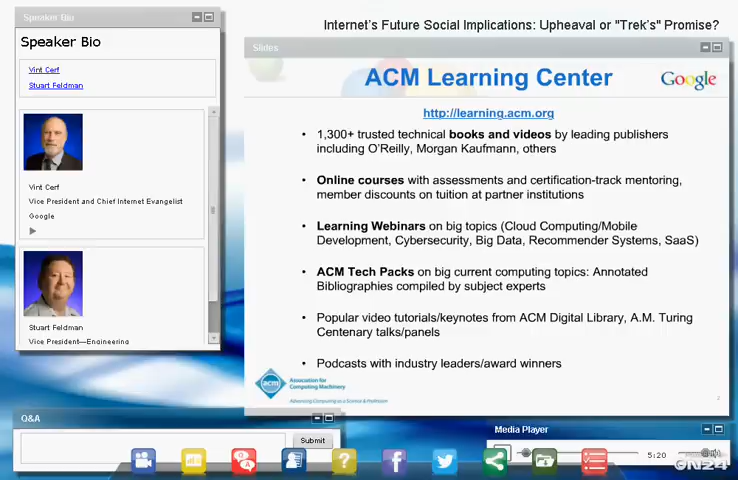 Internet's Future Social Implications: Upheaval or "Trek's" Promise?
Speaker Bio
Speaker Bio
Vint Cerf
Stuart Feldman
Vint Cerf
Vice President and Chief Internet Evangelist
Google
Stuart Feldman
Vice President—Engineering
Slides
ACM Learning Center
Google
http://learning.acm.org
• 1,300+ trusted technical books and videos by leading publishers
including O'Reilly, Morgan Kaufmann, others
• Online courses with assessments and certification-track mentoring,
member discounts on tuition at partner institutions
• Learning Webinars on big topics (Cloud Computing/Mobile
Development, Cybersecurity, Big Data, Recommender Systems, SaaS)
• ACM Tech Packs on big current computing topics: Annotated
Bibliographies compiled by subject experts
• Popular video tutorials/keynotes from ACM Digital Library, A.M. Turing
Centenary talks/panels
• Podcasts with industry leaders/award winners
acm
Association for
Computing Machinery
Advancing Computing as a Science & Profession
2
Q&A
Submit
Media Player
5:20
ON24